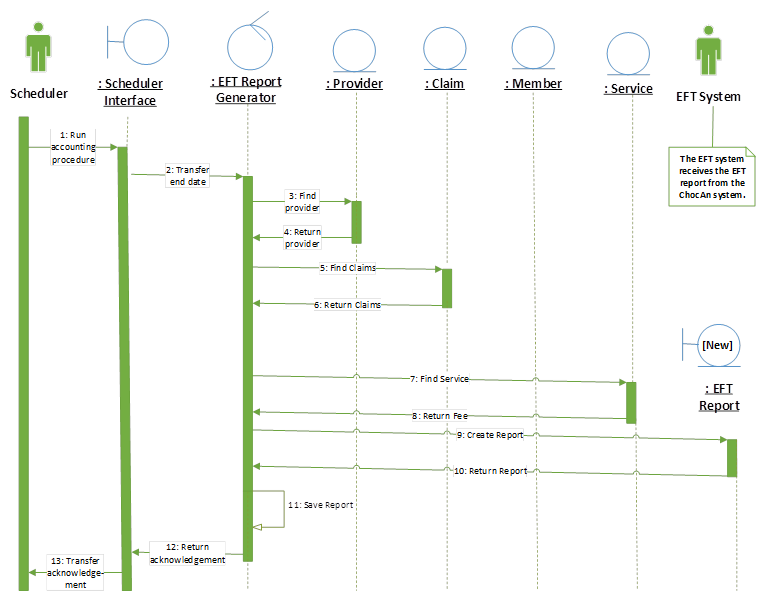 Scheduler
: Scheduler
Interface
: EFT Report
Generator
: Provider
: Claim
: Member
: Service
EFT System
The EFT system
receives the EFT
report from the
ChocAn system.
1: Run
accounting
procedure
2: Transfer
end date
3: Find
provider
4: Return
provider
5: Find Claims
6: Return Claims
[New]
: EFT
Report
7: Find Service
8: Return Fee
9: Create Report
10: Return Report
11: Save Report
12: Return
acknowledgement
13: Transfer
acknowledge-
ment